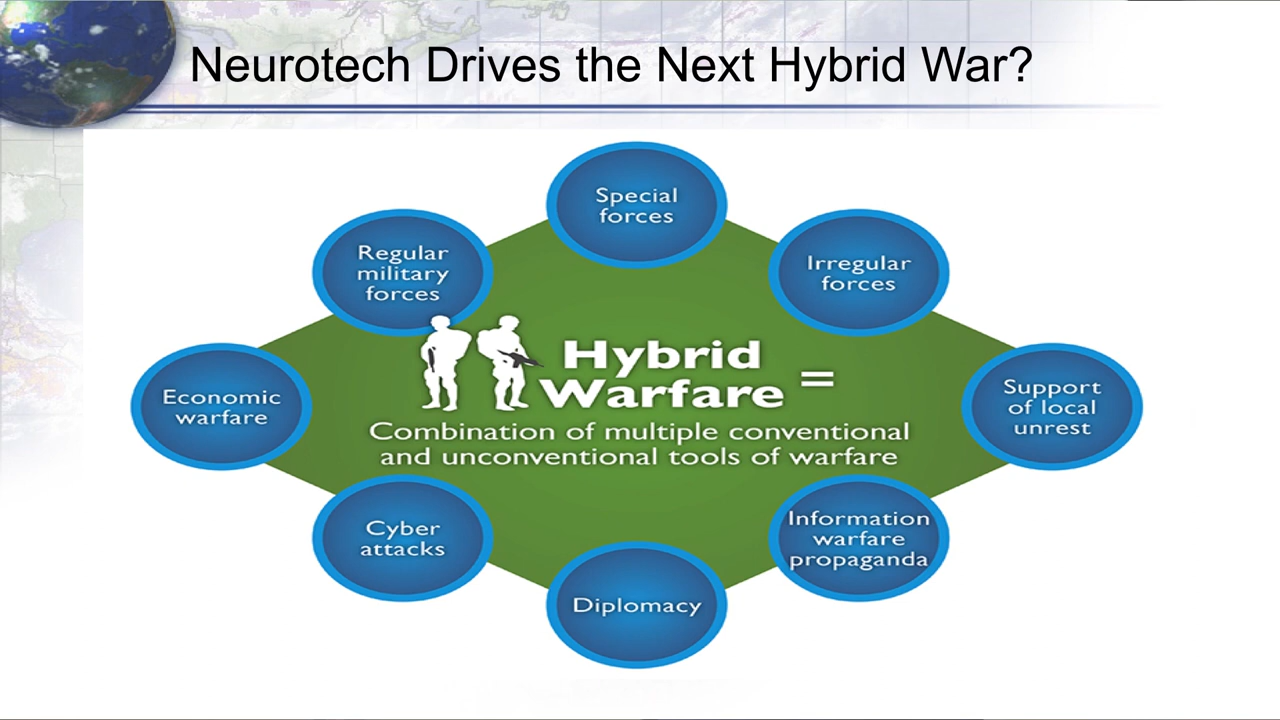 Neurotech Drives the Next Hybrid War?
Special
forces
Regular
military
forces
Irregular
forces
Hybrid
Warfare =
Combination of multiple conventional
and unconventional tools of warfare
Economic
warfare
Support
of local
unrest
Cyber
attacks
Information
warfare
propaganda
Diplomacy